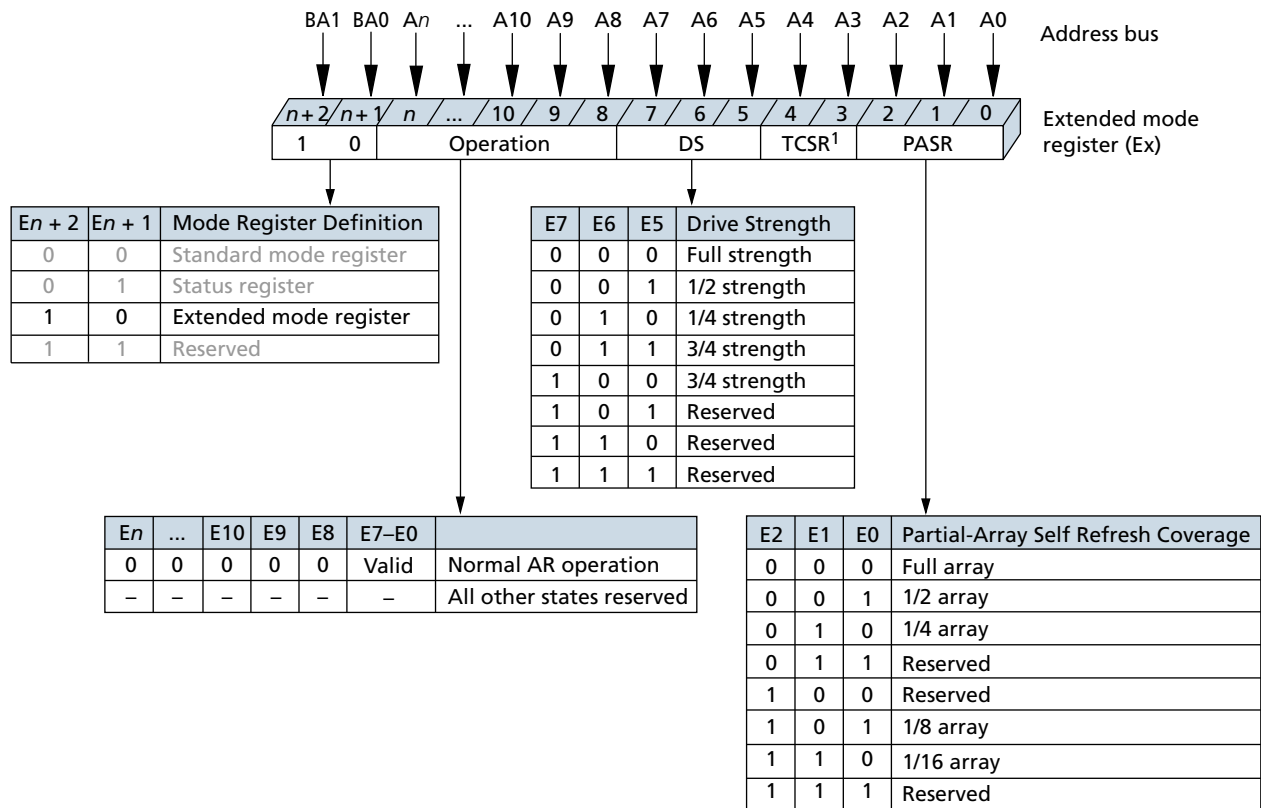 BA1 BA0 An ... A10 A9 A8 A7 A6 A5 A4 A3 A2 A1 A0
Address bus
n + 2 n + 1 n ... 10 9 8 7 6 5 4 3 2 1 0
Extended mode
register (Ex)
1 0 Operation DS TCSR1 PASR
En + 2 En + 1 Mode Register Definition
0 0 Standard mode register
0 1 Status register
1 0 Extended mode register
1 1 Reserved
E7 E6 E5 Drive Strength
0 0 0 Full strength
0 0 1 1/2 strength
0 1 0 1/4 strength
0 1 1 3/4 strength
1 0 0 3/4 strength
1 0 1 Reserved
1 1 0 Reserved
1 1 1 Reserved
En ... E10 E9 E8 E7–E0
0 0 0 0 0 Valid Normal AR operation
– – – – – – All other states reserved
E2 E1 E0 Partial-Array Self Refresh Coverage
0 0 0 Full array
0 0 1 1/2 array
0 1 0 1/4 array
0 1 1 Reserved
1 0 0 Reserved
1 0 1 1/8 array
1 1 0 1/16 array
1 1 1 Reserved